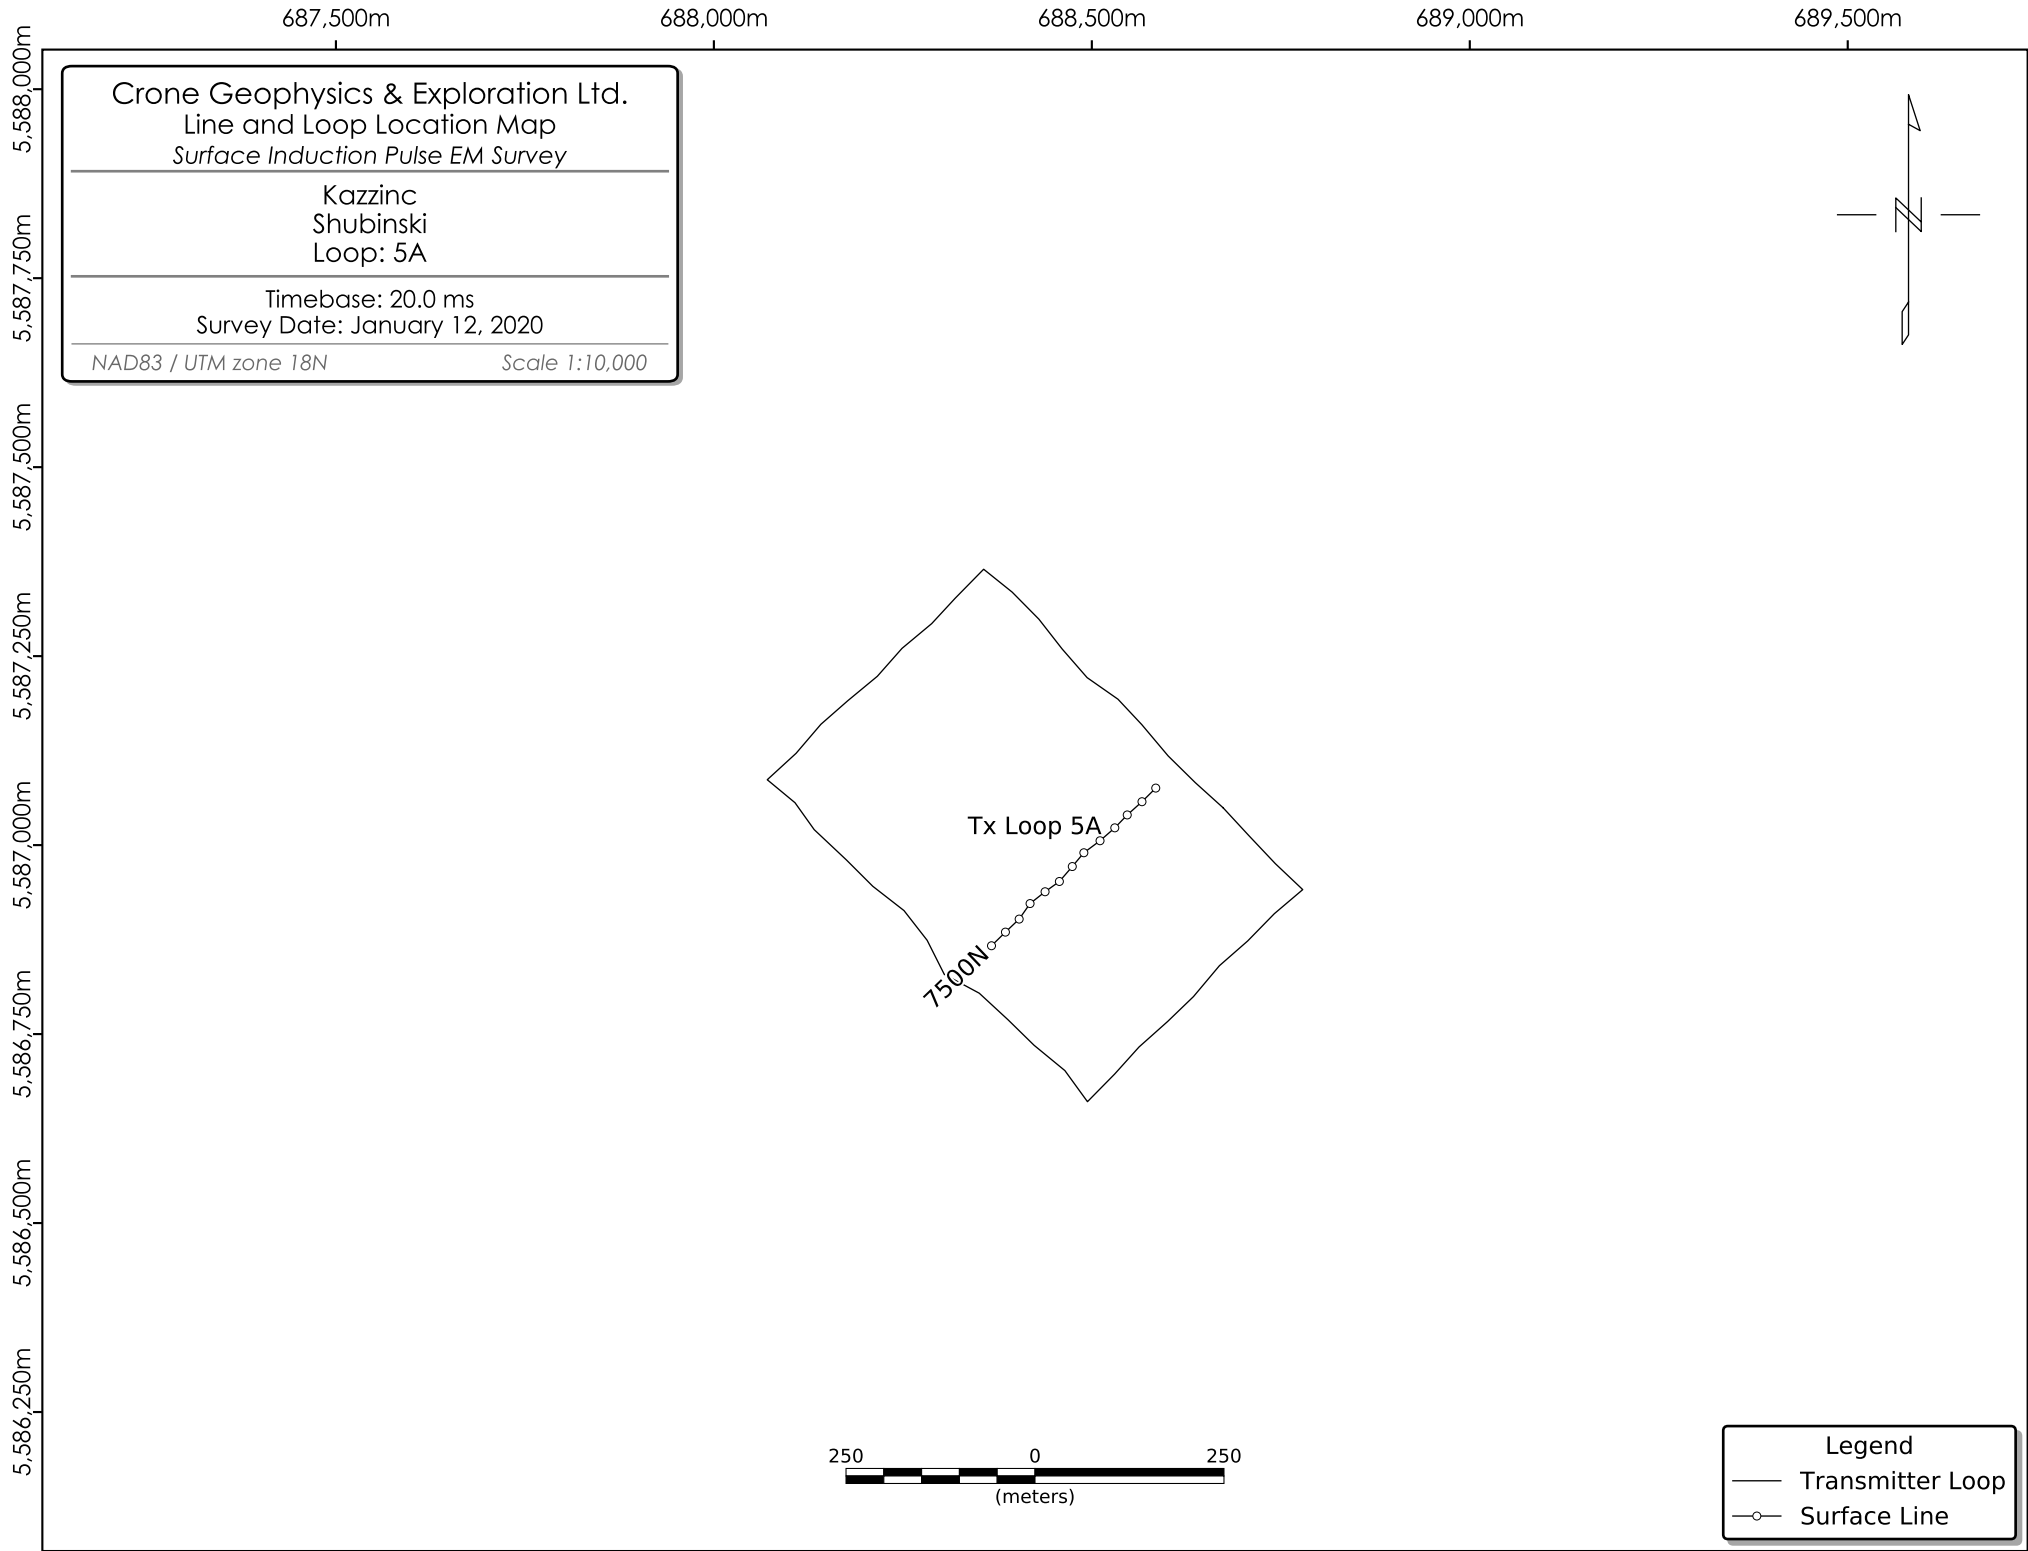 687,500m
688,000m
688,500m
689,000m
689,500m
5,588,000m
5,587,750m
5,587,500m
5,587,250m
5,587,000m
5,586,750m
5,586,500m
5,586,250m
Crone Geophysics & Exploration Ltd.
Line and Loop Location Map
Surface Induction Pulse EM Survey
Kazzinc
Shubinski
Loop: 5A
Timebase: 20.0 ms
Survey Date: January 12, 2020
NAD83 / UTM zone 18N Scale 1:10,000
N
Tx Loop 5A
7500N
250 0 250
(meters)
Legend
Transmitter Loop
Surface Line